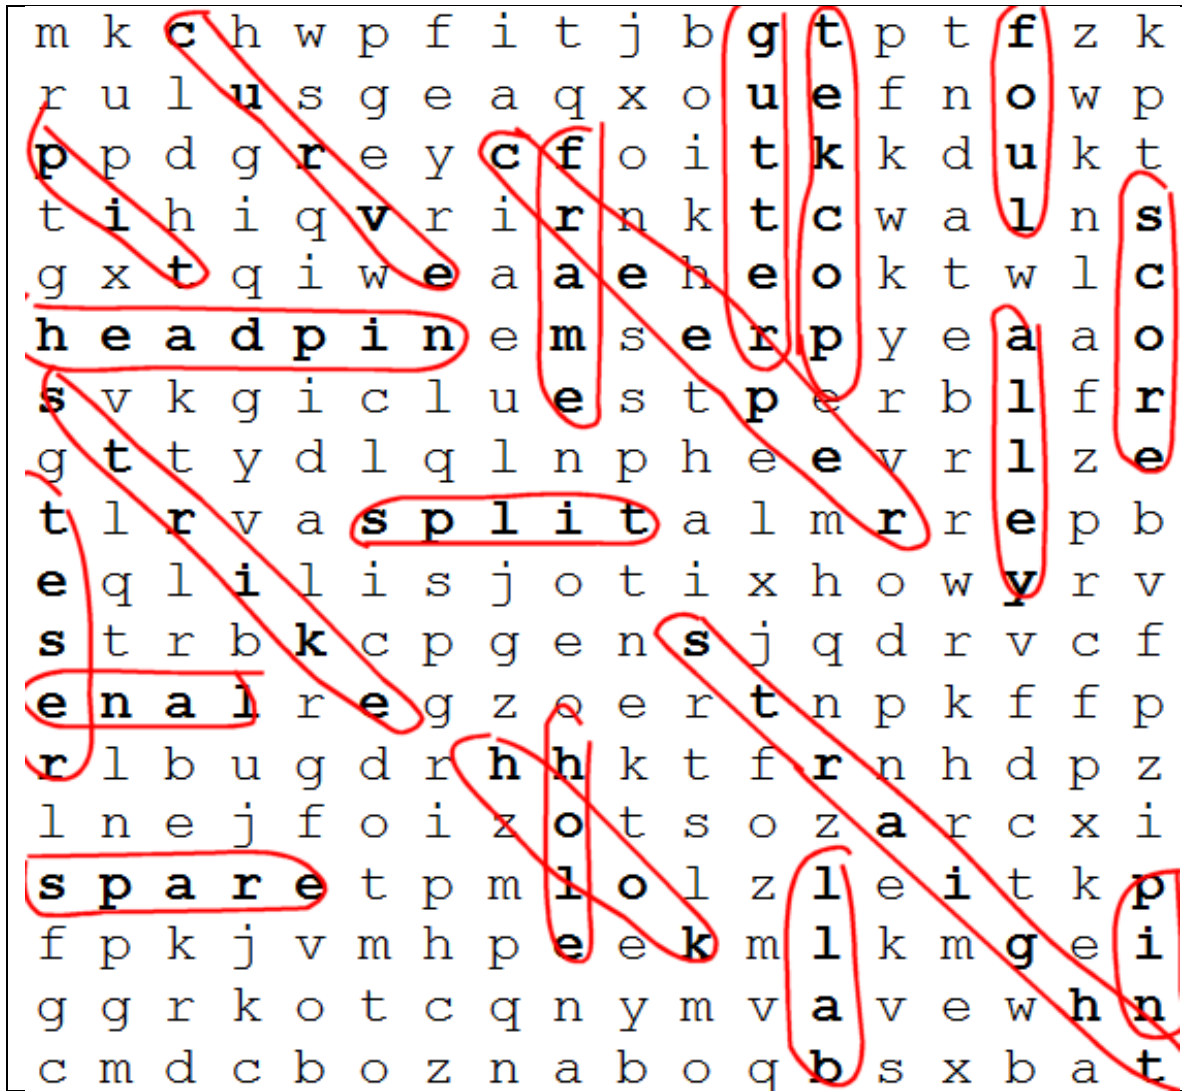 m k c h w p f i t j b g t p t f z k
r u l u s g e a q x o u e f n o w p
p p d g r e y c f o i t k k d u k t
t i h i q v r i r n k t c w a l n s
g x t q i w e a a e h e o k t w l c
h e a d p i n e m s e r p y e a a o
s v k g i c l u e s t p e r b l f r
g t t y d l q l n p h e e v r l z e
t l r v a s p l i t a l m r r e p b
e q l i l i s j o t i x h o w y r v
s t r b k c p g e n s j q d r v c f
e n a l r e g z o e r t n p k f f p
r l b u g d r h h k t f r n h d p z
l n e j f o i z o t s o z a r c x i
s p a r e t p m l o l z l e i t k p
f p k j v m h p e e k m l k m g e i
g g r k o t c q n y m v a v e w h n
c m d c b o z n a b o q b s x b a t